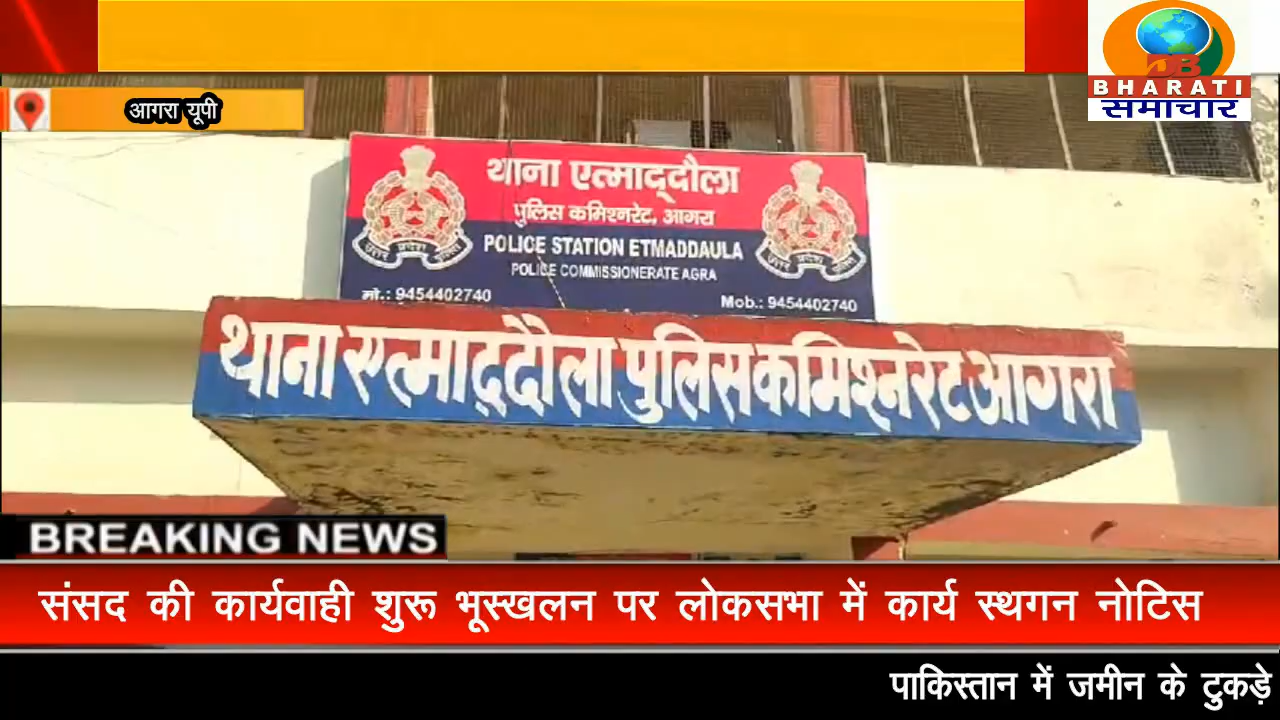 BHARATI
समाचार
आगरा यूपी
थाना एत्माद्दौला
पुलिस कमिश्नरेट, आगरा
POLICE STATION ETMADDAULA
POLICE COMMISSIONERATE AGRA
मो.: 9454402740
Mob.: 9454402740
थाना एत्माद्दौला पुलिस कमिश्नरेट आगरा
BREAKING NEWS
संसद की कार्यवाही शुरू भूस्खलन पर लोकसभा में कार्य स्थगन नोटिस
पाकिस्तान में जमीन के टुकड़े